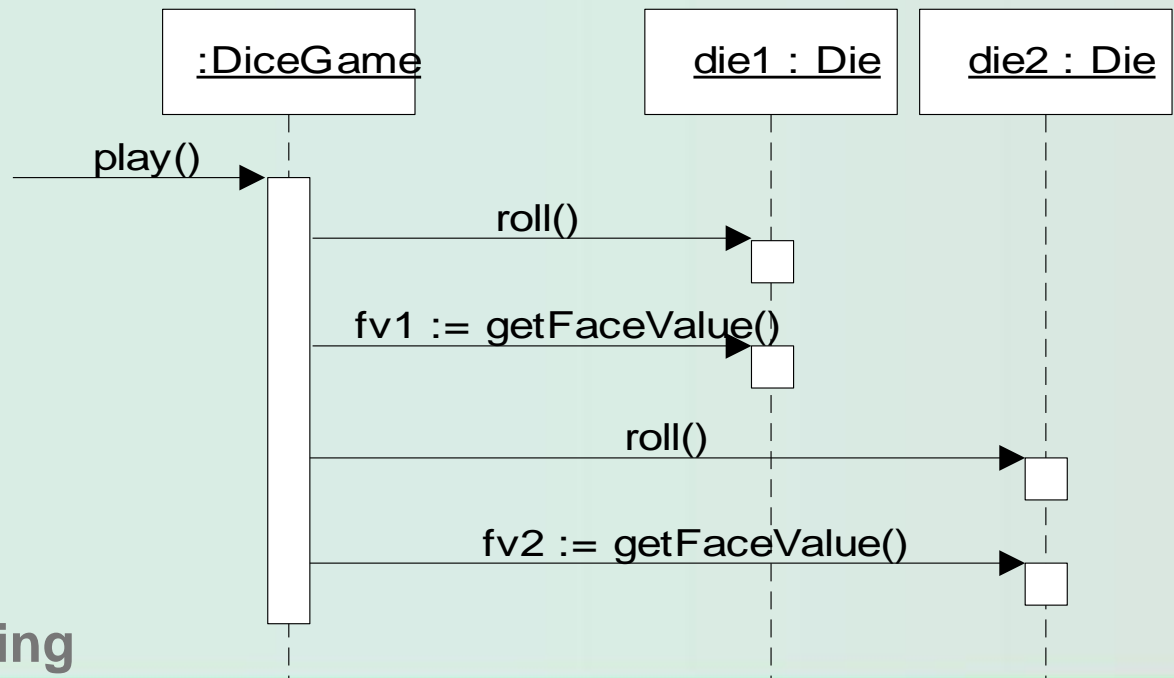 :DiceGame
die1 : Die
die2 : Die
play()
roll()
fv1 := getFaceValue()
roll()
fv2 := getFaceValue()
ing